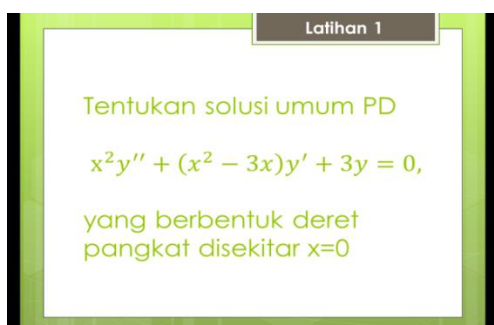 Latihan 1
Tentukan solusi umum PD
x²y′′ + (x² − 3x)y′ + 3y = 0,
yang berbentuk deret
pangkat disekitar x=0